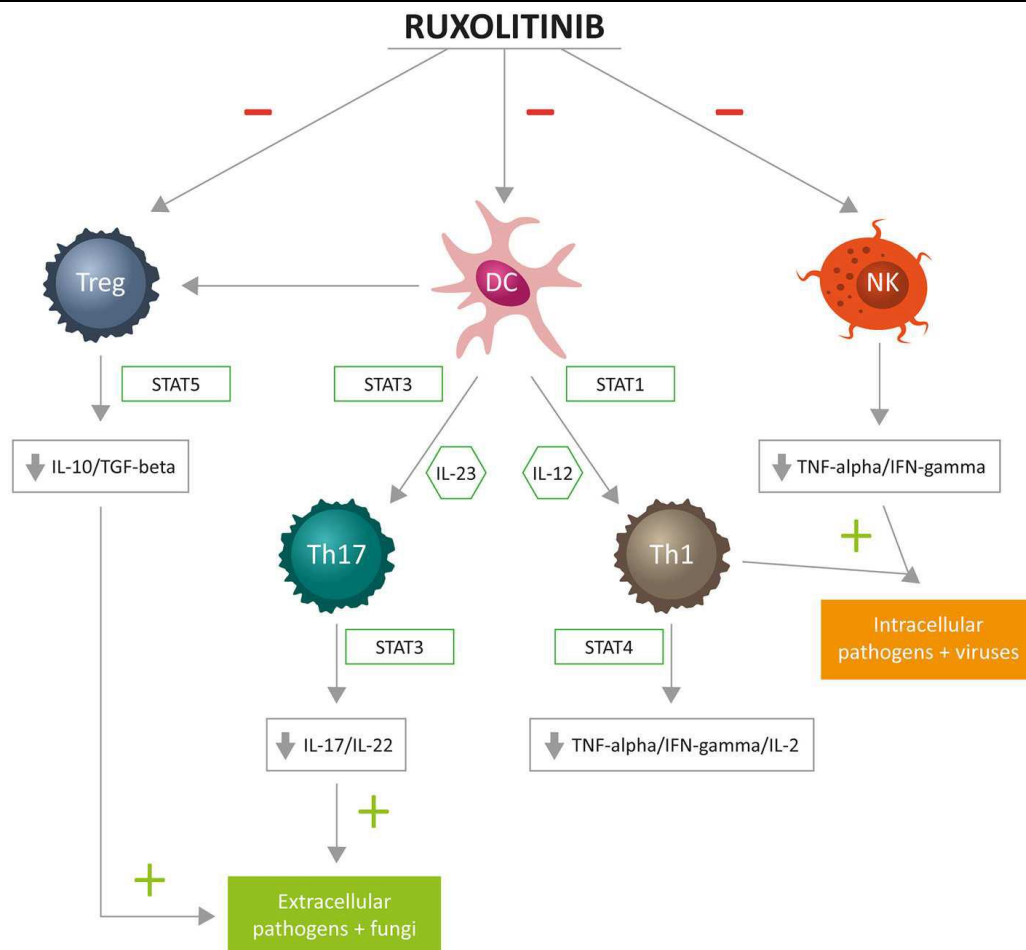 RUXOLITINIB
−
−
−
Treg
DC
NK
STAT5
STAT3
STAT1
IL-10/TGF-beta
IL-23
IL-12
TNF-alpha/IFN-gamma
+
Th17
Th1
Intracellular
pathogens + viruses
STAT3
STAT4
IL-17/IL-22
TNF-alpha/IFN-gamma/IL-2
+
+
Extracellular
pathogens + fungi